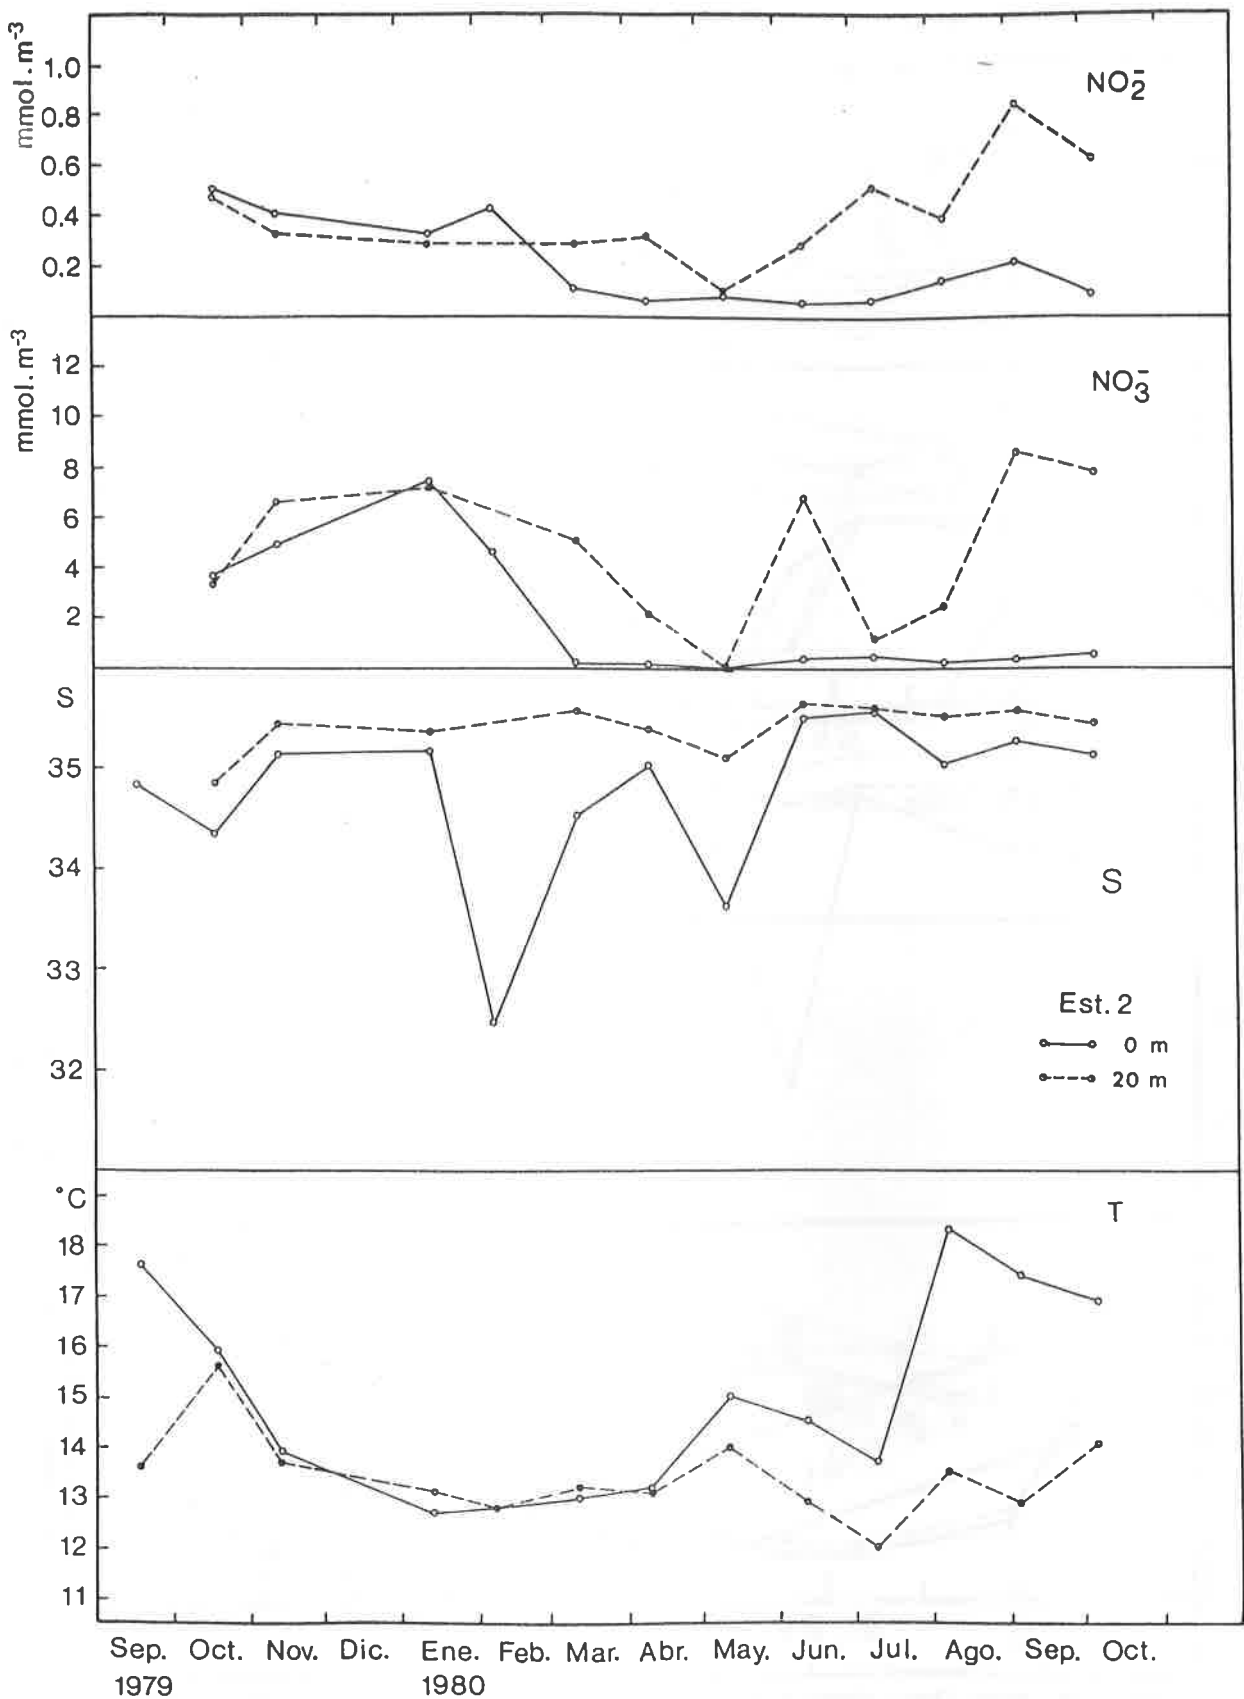 mmol.m⁻³
1.0
0.8
0.6
0.4
0.2
NO₂⁻
mmol.m⁻³
12
10
8
6
4
2
NO₃⁻
S
35
34
33
32
S
Est. 2
0 m
20 m
°C
18
17
16
15
14
13
12
11
T
Sep. Oct. Nov. Dic. Ene. Feb. Mar. Abr. May. Jun. Jul. Ago. Sep. Oct.
1979 1980